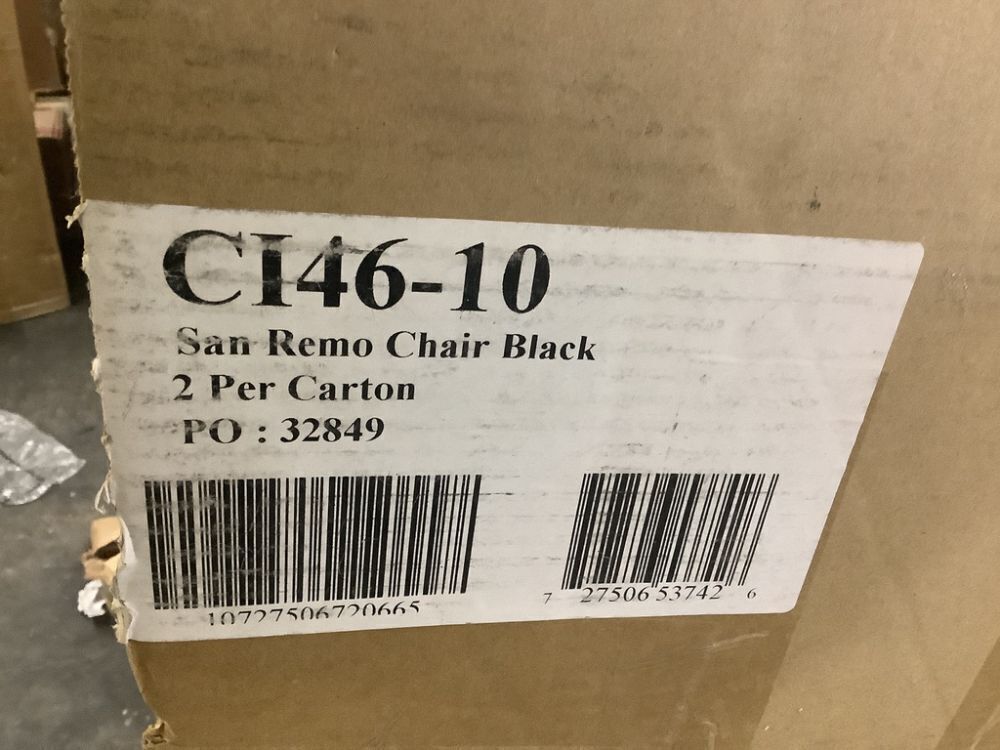 CI46-10
San Remo Chair Black
2 Per Carton
PO : 32849
10727506720665
7 27506 53742 6